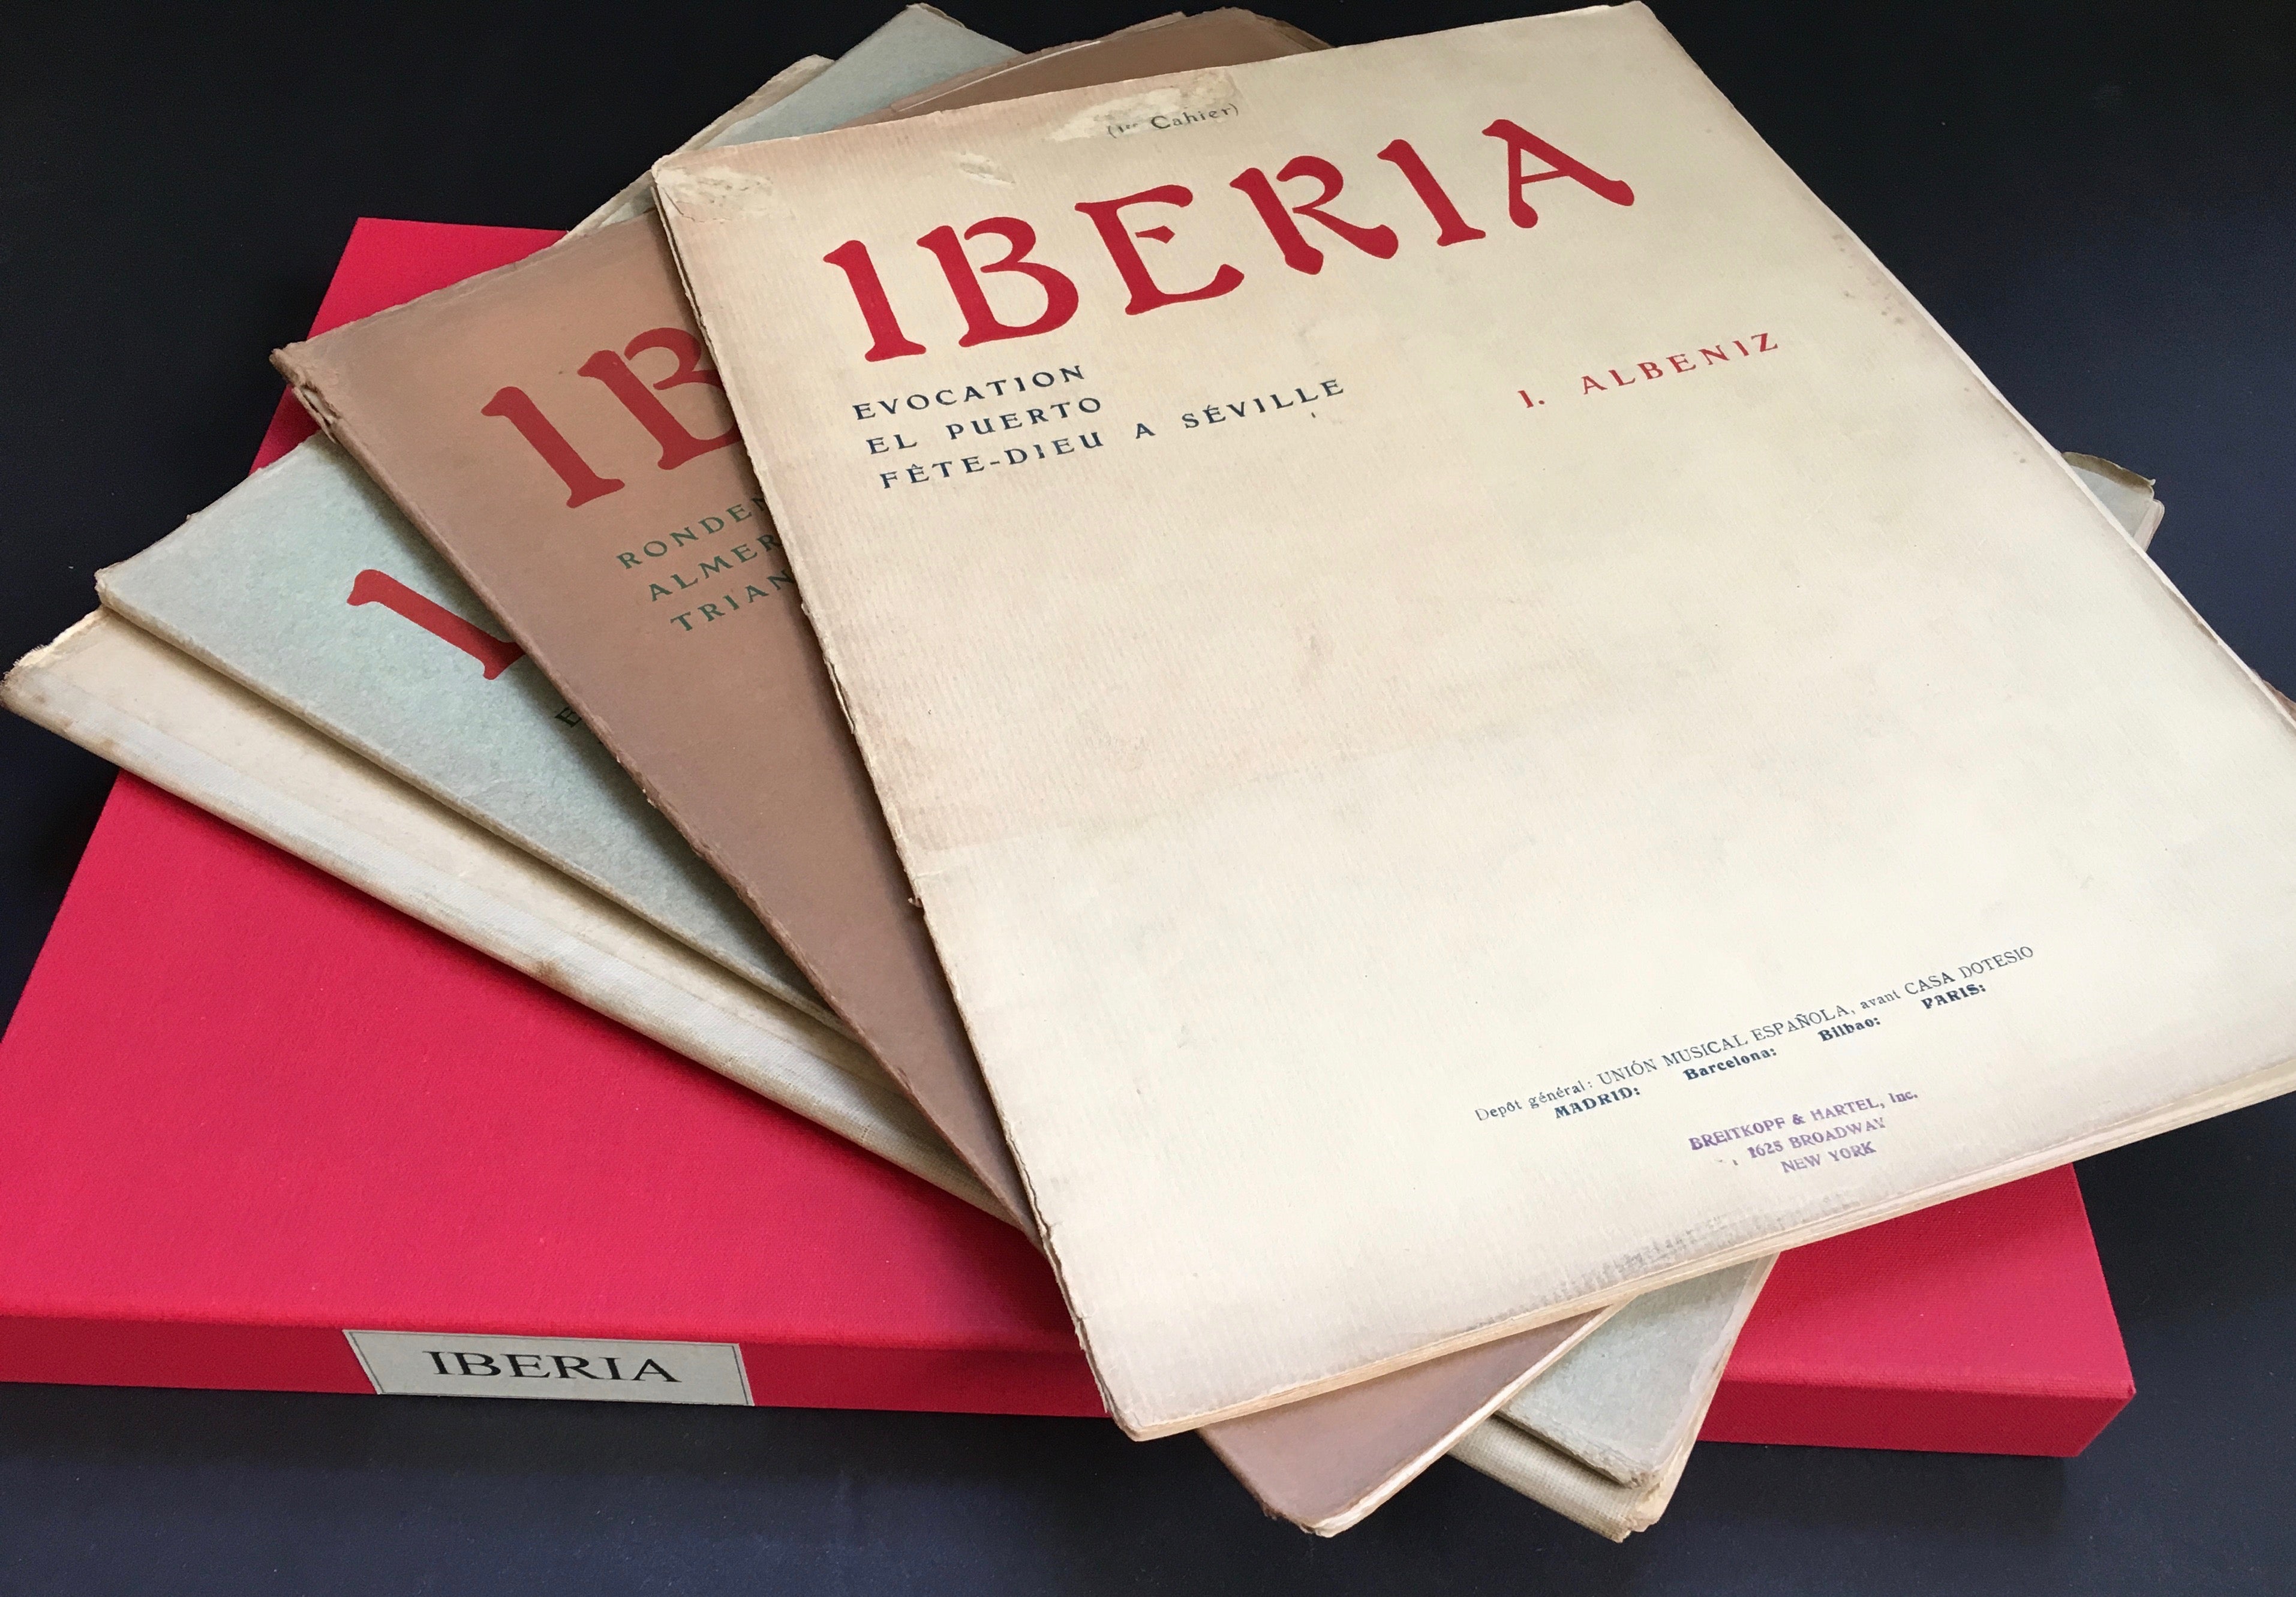 (1er Cahier)
IBERIA
EVOCATION
EL PUERTO
FÊTE-DIEU A SÉVILLE
I. ALBENIZ
Depôt général: UNIÓN MUSICAL ESPAÑOLA, avant CASA DOTESIO
MADRID: Barcelona: Bilbao: PARIS:
BREITKOPF & HARTEL, Inc.
1625 BROADWAY
NEW YORK
IB
RONDEN
ALMER
TRIAN
I
E
IBERIA